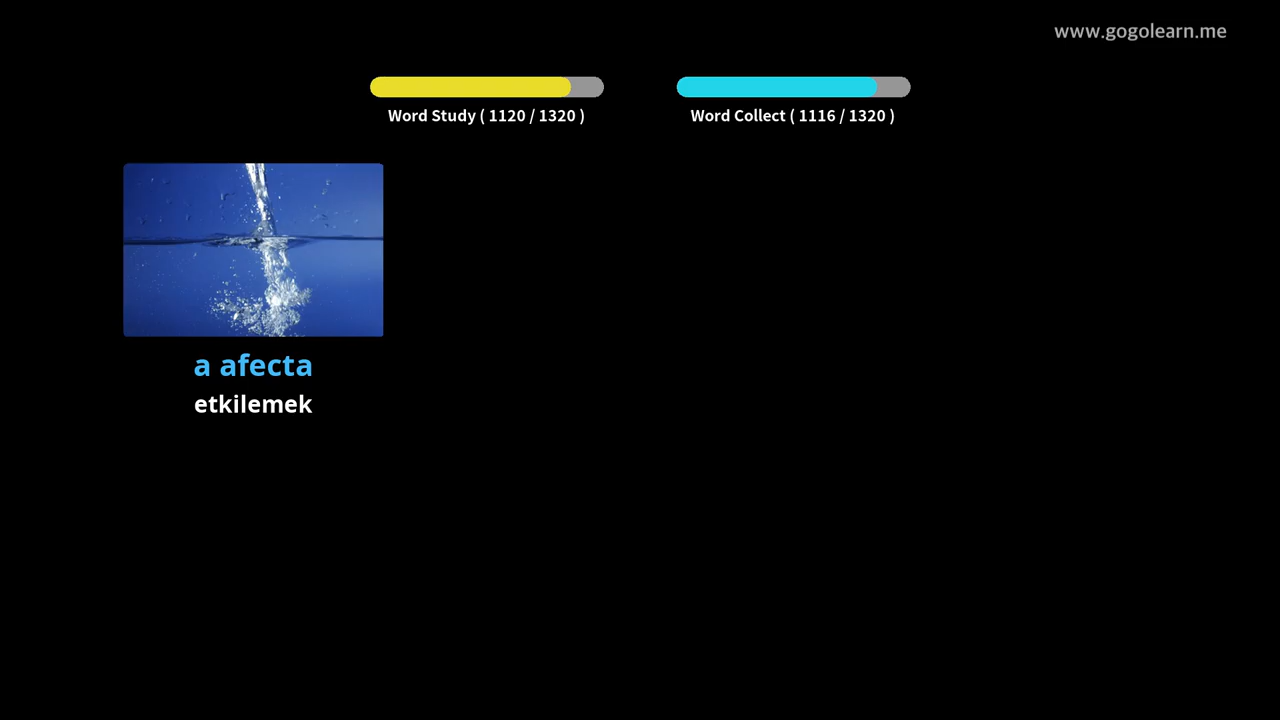 www.gogolearn.me
Word Study ( 1120 / 1320 )
Word Collect ( 1116 / 1320 )
a afecta
etkilemek